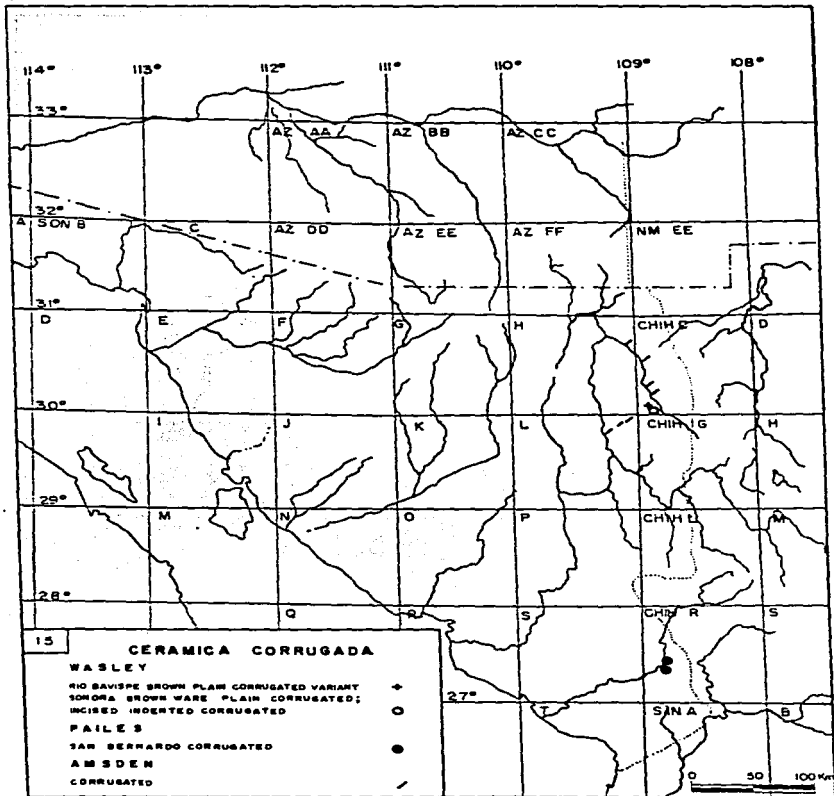 114° 113° 112° 111° 110° 109° 108°
33°
AZ AA AZ BB AZ CC
32°
A SON B C AZ DD AZ EE AZ FF NM EE
31°
D E F G H CHIH C D
30°
I J K L CHIH G H
29°
M N O P CHIH L M
28°
Q R S CHIH R S
27°
T SIN A B
15
CERAMICA CORRUGADA
WASLEY
RIO BAVISPE BROWN PLAIN CORRUGATED VARIANT
SONORA BROWN WARE PLAIN CORRUGATED;
INCISED INDENTED CORRUGATED
PAILES
SAN BERNARDO CORRUGATED
AMSDEN
CORRUGATED
0 50 100 Km